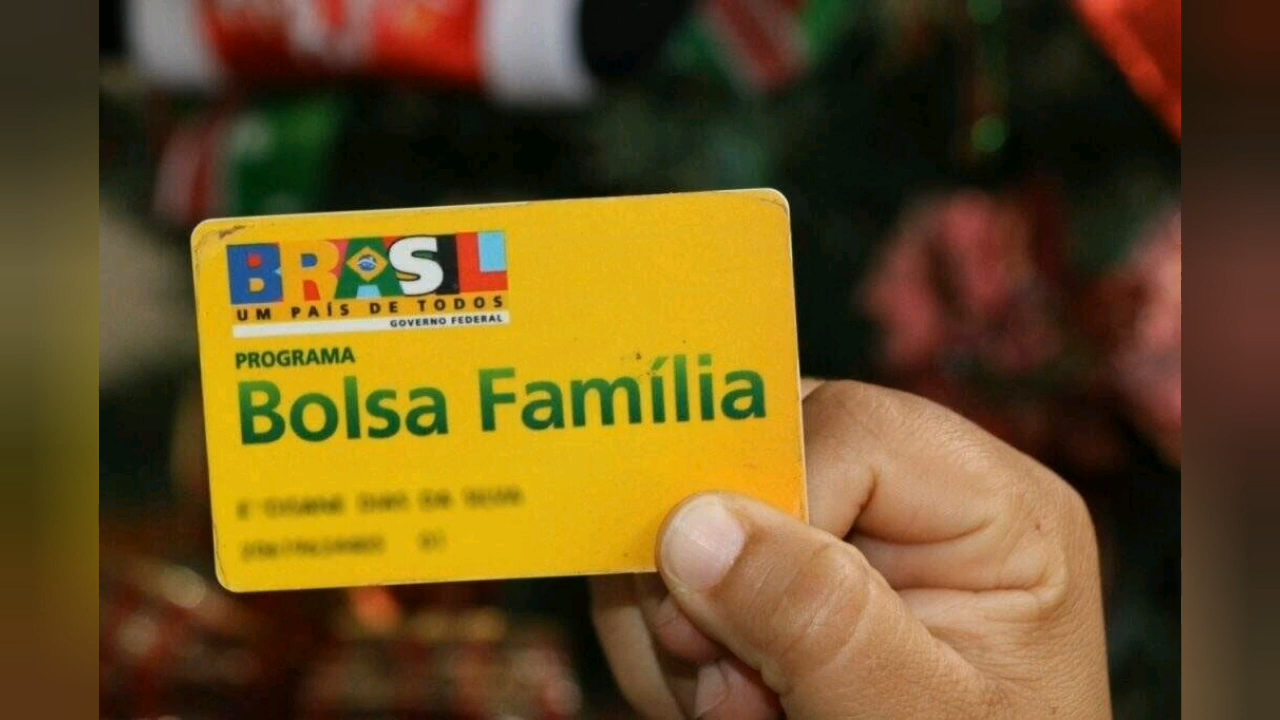 BRASIL
UM PAÍS DE TODOS
GOVERNO FEDERAL
PROGRAMA
Bolsa Família